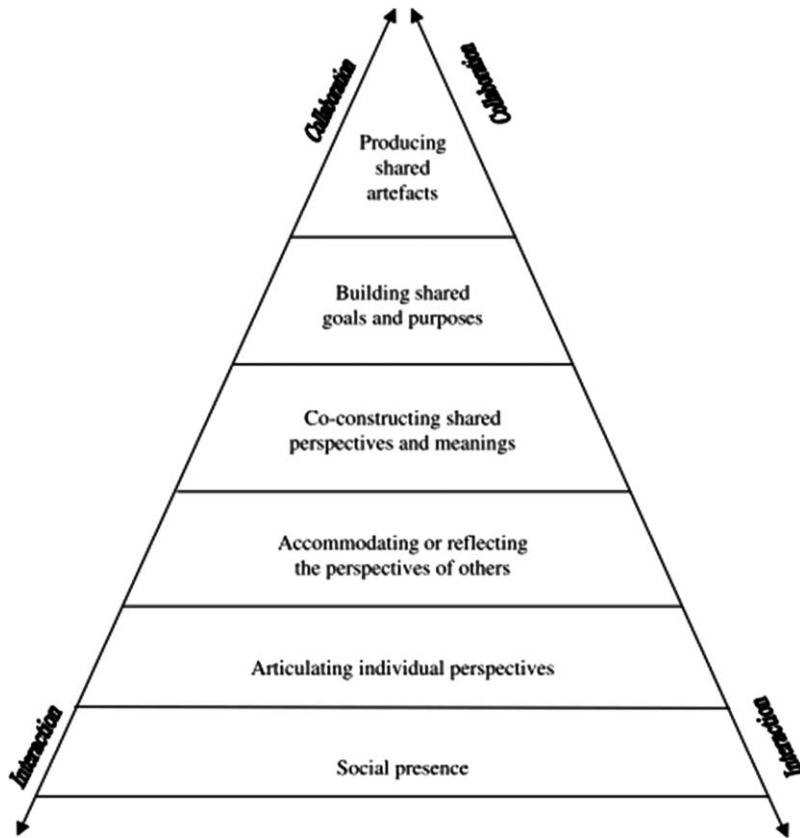 Collaboration
Collaboration
Producing
shared
artefacts
Building shared
goals and purposes
Co-constructing shared
perspectives and meanings
Accommodating or reflecting
the perspectives of others
Articulating individual perspectives
Interaction
Interaction
Social presence